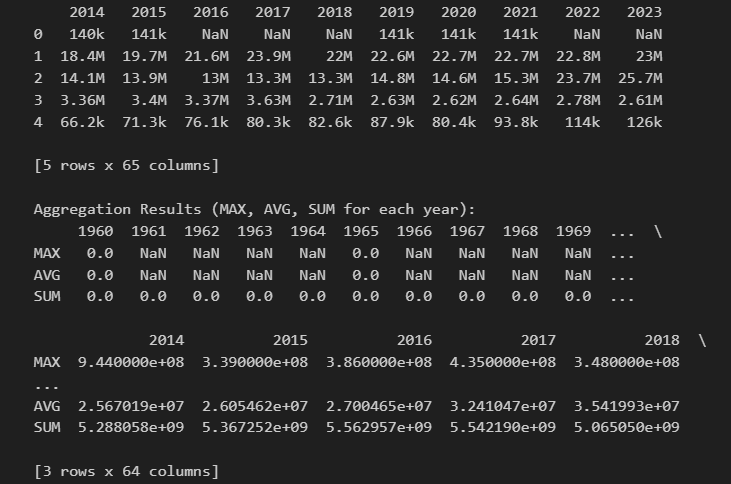 2014 2015 2016 2017 2018 2019 2020 2021 2022 2023
0 140k 141k NaN NaN NaN 141k 141k 141k NaN NaN
1 18.4M 19.7M 21.6M 23.9M 22M 22.6M 22.7M 22.7M 22.8M 23M
2 14.1M 13.9M 13M 13.3M 13.3M 14.8M 14.6M 15.3M 23.7M 25.7M
3 3.36M 3.4M 3.37M 3.63M 2.71M 2.63M 2.62M 2.64M 2.78M 2.61M
4 66.2k 71.3k 76.1k 80.3k 82.6k 87.9k 80.4k 93.8k 114k 126k
[5 rows x 65 columns]
Aggregation Results (MAX, AVG, SUM for each year):
1960 1961 1962 1963 1964 1965 1966 1967 1968 1969 ... \
MAX 0.0 NaN NaN NaN NaN 0.0 NaN NaN NaN NaN ...
AVG 0.0 NaN NaN NaN NaN 0.0 NaN NaN NaN NaN ...
SUM 0.0 0.0 0.0 0.0 0.0 0.0 0.0 0.0 0.0 0.0 ...
2014 2015 2016 2017 2018 \
MAX 9.440000e+08 3.390000e+08 3.860000e+08 4.350000e+08 3.480000e+08
...
AVG 2.567019e+07 2.605462e+07 2.700465e+07 3.241047e+07 3.541993e+07
SUM 5.288058e+09 5.367252e+09 5.562957e+09 5.542190e+09 5.065050e+09
[3 rows x 64 columns]